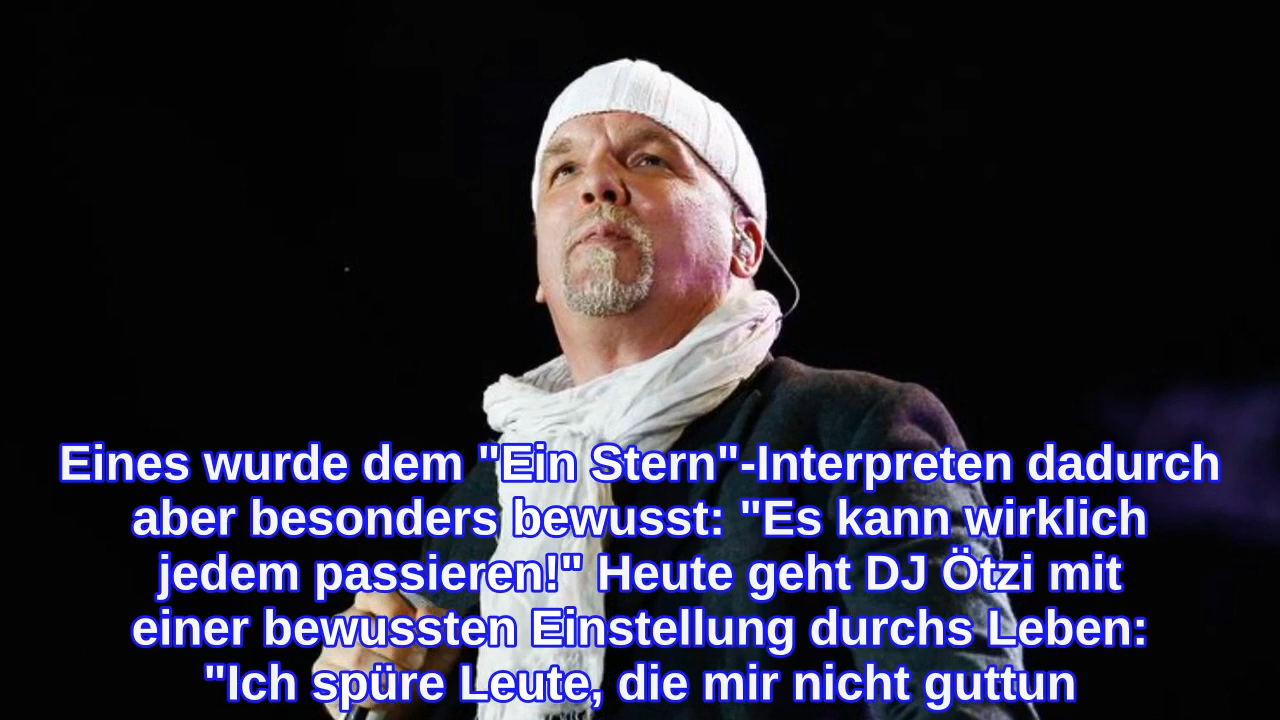 Eines wurde dem "Ein Stern"-Interpreten dadurch
aber besonders bewusst: "Es kann wirklich
jedem passieren!" Heute geht DJ Ötzi mit
einer bewussten Einstellung durchs Leben:
"Ich spüre Leute, die mir nicht guttun